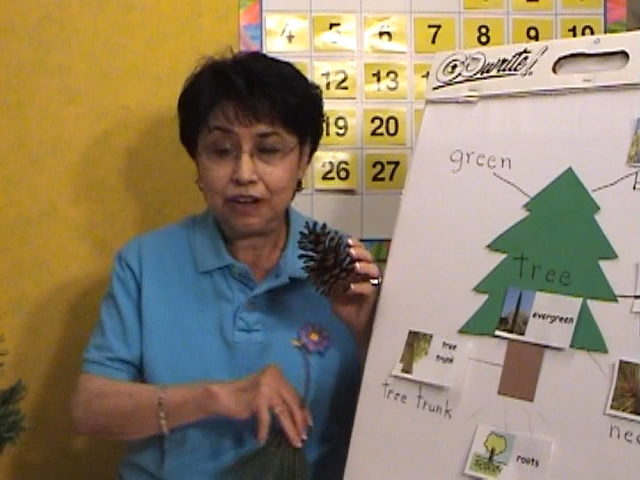 4 5 6 7 8 9 10
12 13
19 20
26 27
GoWrite!
green
tree
evergreen
tree
trunk
tree trunk
roots